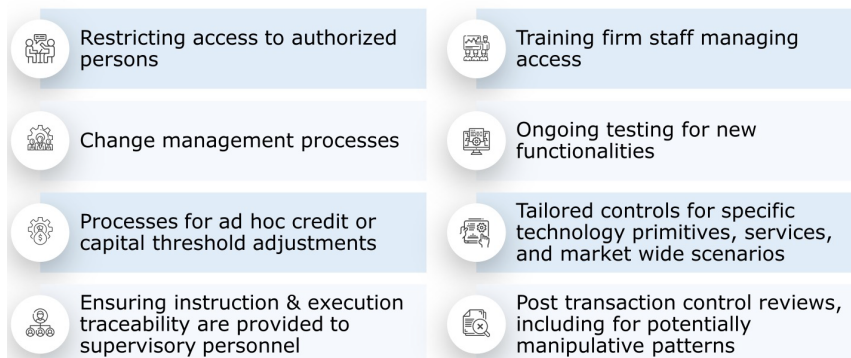 Restricting access to authorized
persons
Training firm staff managing
access
Change management processes
Ongoing testing for new
functionalities
Processes for ad hoc credit or
capital threshold adjustments
Tailored controls for specific
technology primitives, services,
and market wide scenarios
Ensuring instruction & execution
traceability are provided to
supervisory personnel
Post transaction control reviews,
including for potentially
manipulative patterns